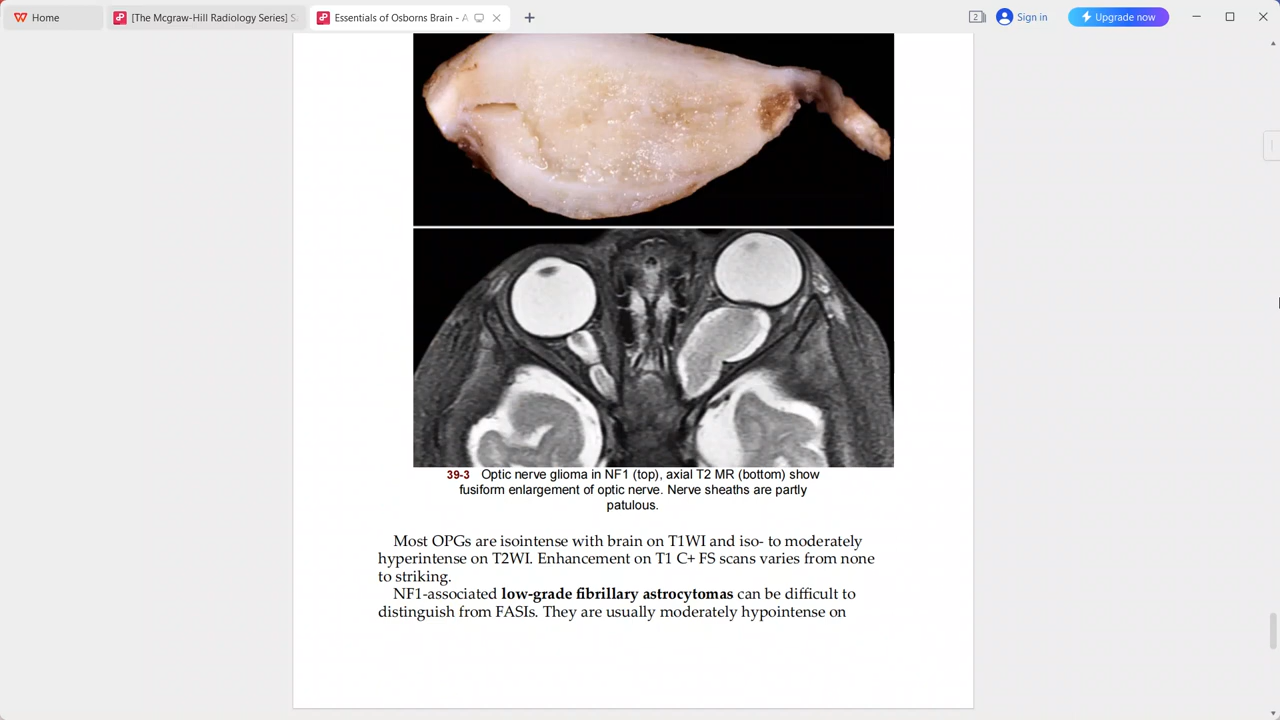 Home
[The Mcgraw-Hill Radiology Series] S
Essentials of Osborns Brain - A
2
Sign in
Upgrade now
39-3 Optic nerve glioma in NF1 (top), axial T2 MR (bottom) show
fusiform enlargement of optic nerve. Nerve sheaths are partly
patulous.
Most OPGs are isointense with brain on T1WI and iso- to moderately
hyperintense on T2WI. Enhancement on T1 C+ FS scans varies from none
to striking.
NF1-associated low-grade fibrillary astrocytomas can be difficult to
distinguish from FASIs. They are usually moderately hypointense on